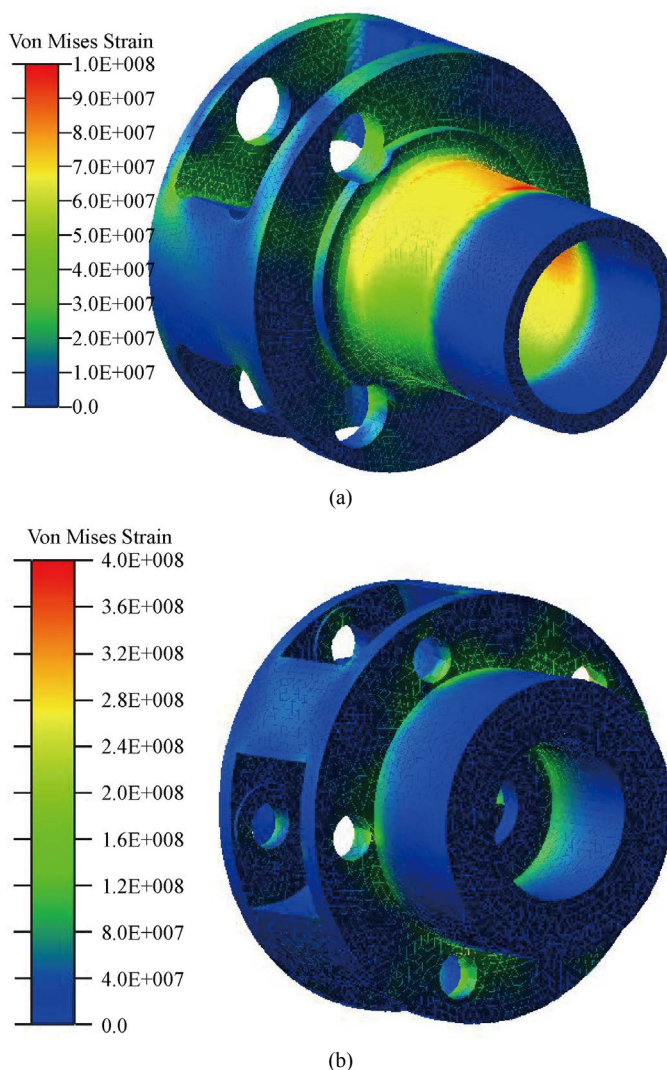 Von Mises Strain
1.0E+008
9.0E+007
8.0E+007
7.0E+007
6.0E+007
5.0E+007
4.0E+007
3.0E+007
2.0E+007
1.0E+007
0.0
(a)
Von Mises Strain
4.0E+008
3.6E+008
3.2E+008
2.8E+008
2.4E+008
2.0E+008
1.6E+008
1.2E+008
8.0E+007
4.0E+007
0.0
(b)